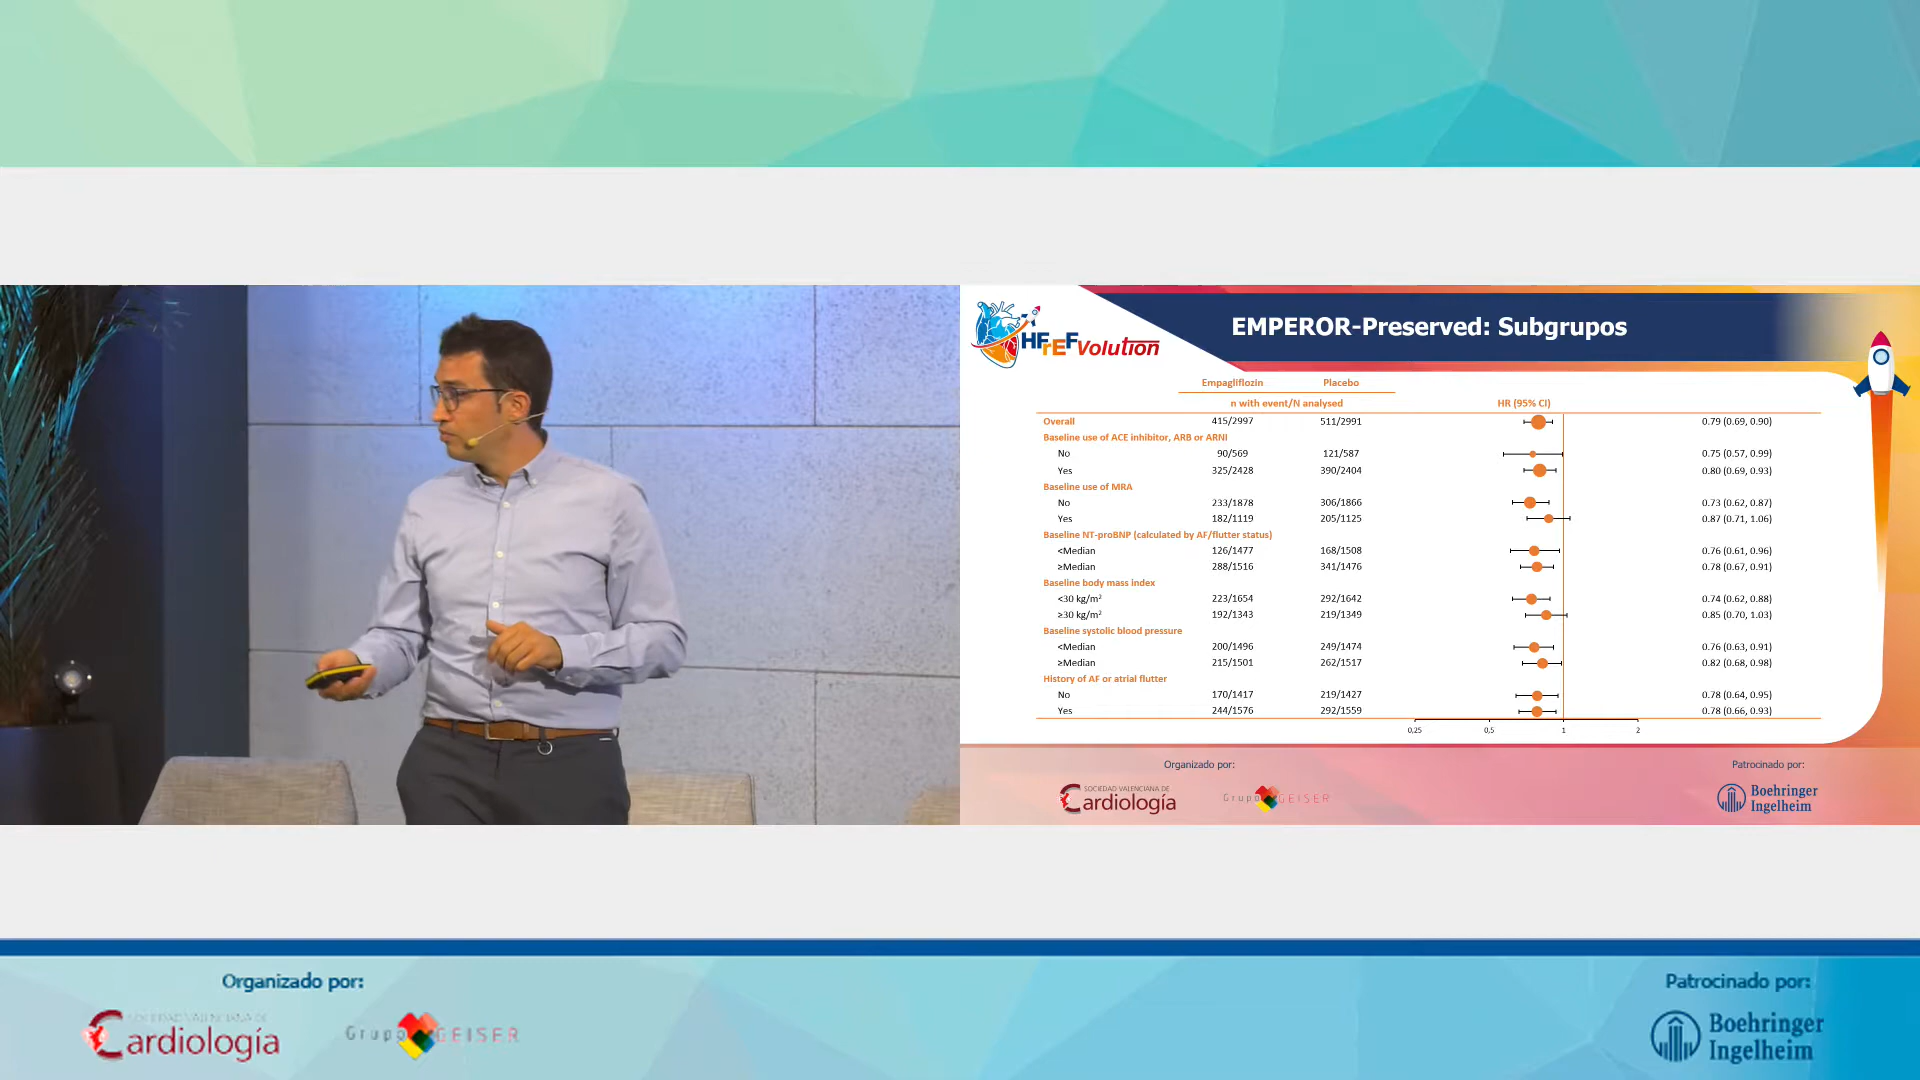 HFrEFVolution
EMPEROR-Preserved: Subgrupos
Empagliflozin Placebo
n with event/N analysed HR (95% CI)
Overall 415/2997 511/2991 0.79 (0.69, 0.90)
Baseline use of ACE inhibitor, ARB or ARNI
No 90/569 121/587 0.75 (0.57, 0.99)
Yes 325/2428 390/2404 0.80 (0.69, 0.93)
Baseline use of MRA
No 233/1878 306/1866 0.73 (0.62, 0.87)
Yes 182/1119 205/1125 0.87 (0.71, 1.06)
Baseline NT-proBNP (calculated by AF/flutter status)
<Median 126/1477 168/1508 0.76 (0.61, 0.96)
≥Median 288/1516 341/1476 0.78 (0.67, 0.91)
Baseline body mass index
<30 kg/m² 223/1654 292/1642 0.74 (0.62, 0.88)
≥30 kg/m² 192/1343 219/1349 0.85 (0.70, 1.03)
Baseline systolic blood pressure
<Median 200/1496 249/1474 0.76 (0.63, 0.91)
≥Median 215/1501 262/1517 0.82 (0.68, 0.98)
History of AF or atrial flutter
No 170/1417 219/1427 0.78 (0.64, 0.95)
Yes 244/1576 292/1559 0.78 (0.66, 0.93)
0,25 0,5 1 2
Organizado por: Patrocinado por:
SOCIEDAD VALENCIANA DE
Cardiología Grupo GEISER Boehringer
Ingelheim
Organizado por: Patrocinado por:
SOCIEDAD VALENCIANA DE
Cardiología Grupo GEISER Boehringer
Ingelheim